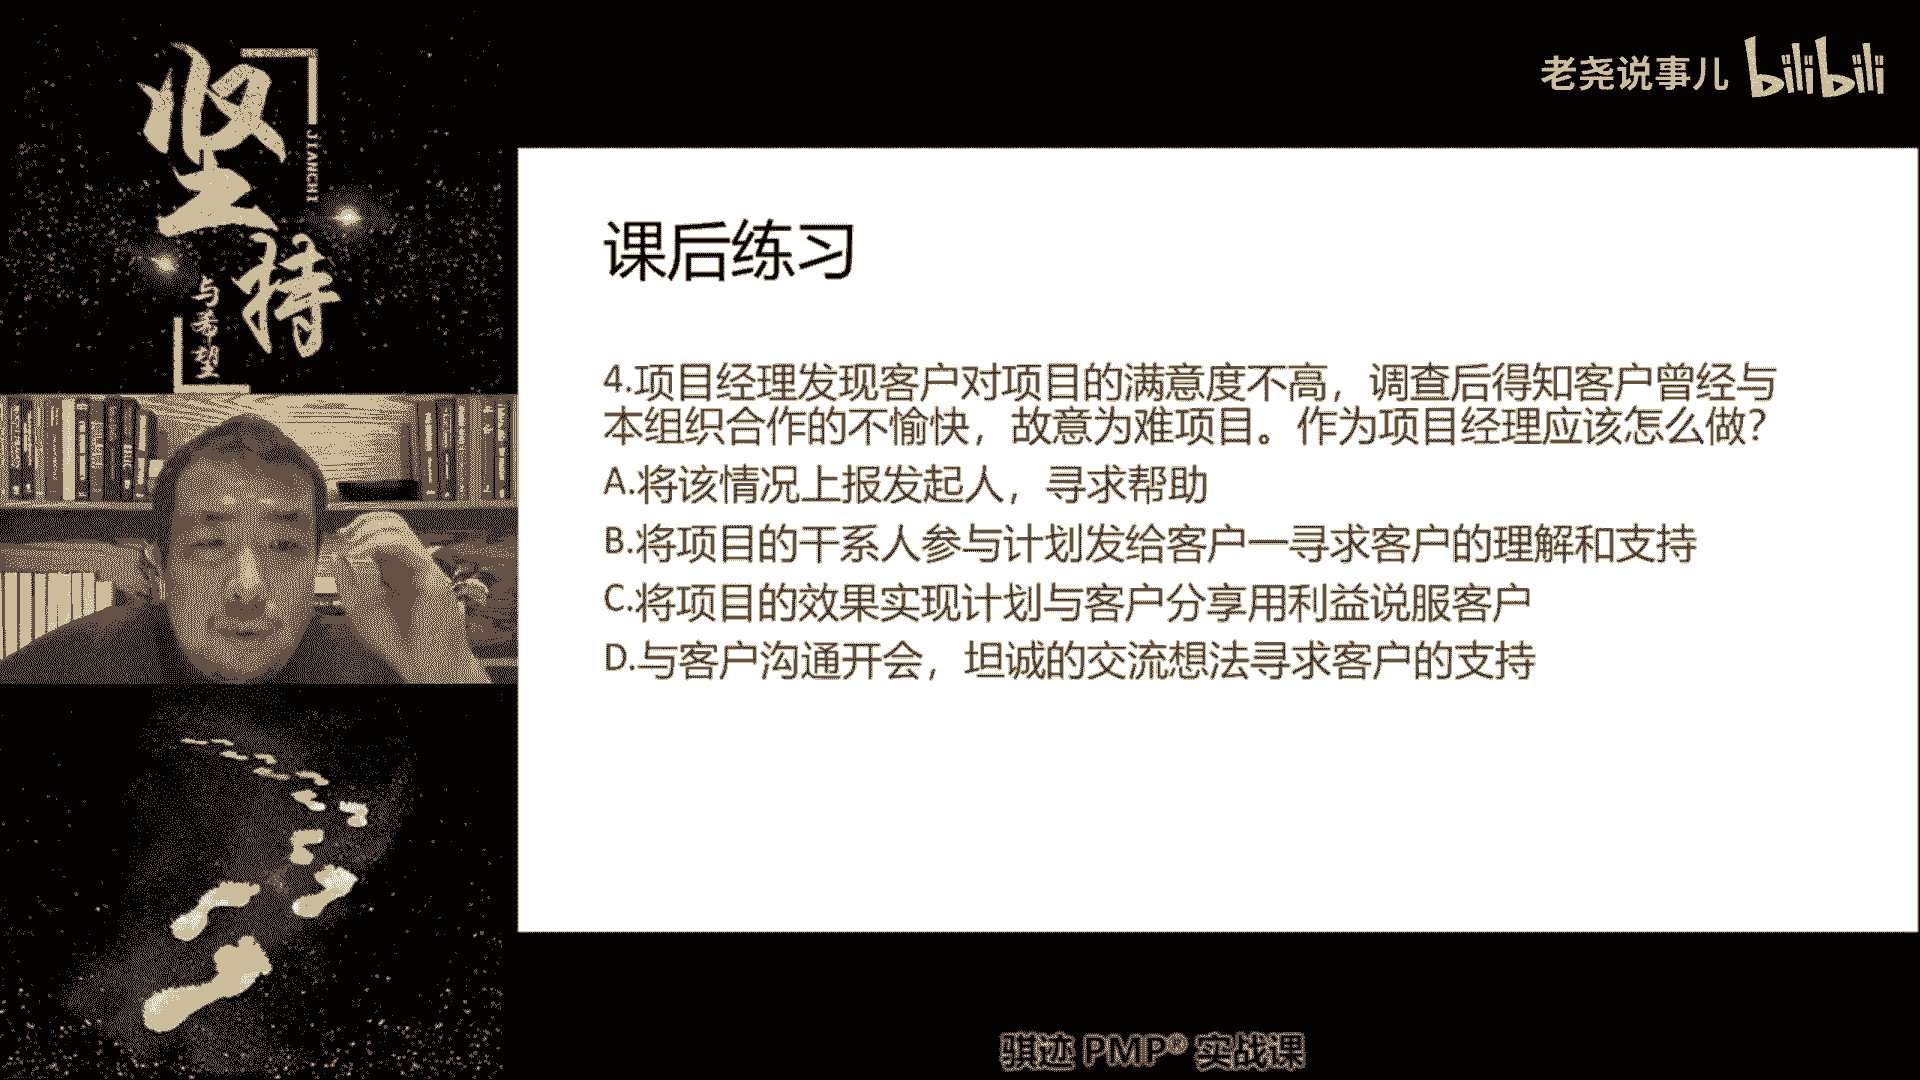 坚持
JIANCHI
与希望
老尧说事儿 bilibili
课后练习
4.项目经理发现客户对项目的满意度不高，调查后得知客户曾经与
本组织合作的不愉快，故意为难项目。作为项目经理应该怎么做？
A.将该情况上报发起人，寻求帮助
B.将项目的干系人参与计划发给客户一寻求客户的理解和支持
C.将项目的效果实现计划与客户分享用利益说服客户
D.与客户沟通开会，坦诚的交流想法寻求客户的支持
骐迹 PMP® 实战课